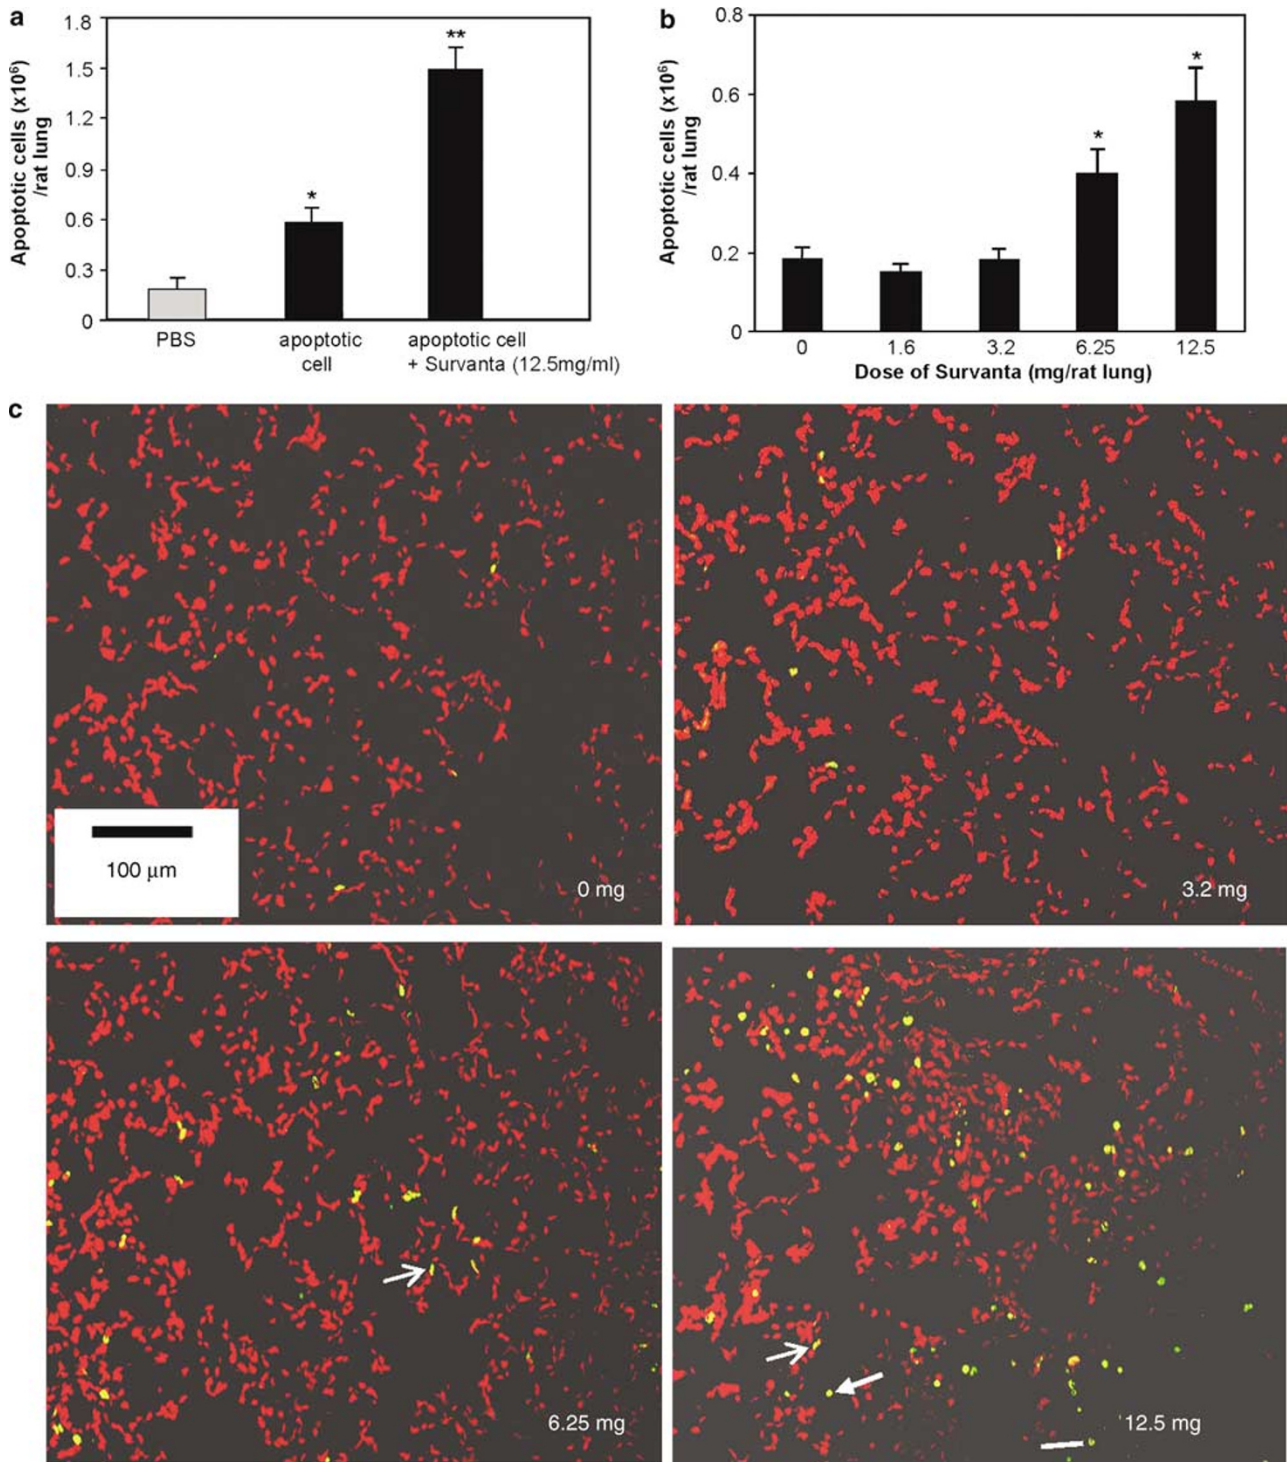 a
Apoptotic cells (x10⁶)
/rat lung
1.8
1.5
1.2
0.9
0.6
0.3
0
*
**
PBS
apoptotic
cell
apoptotic cell
+ Survanta (12.5mg/ml)
b
Apoptotic cells (x10⁶)
/rat lung
0.8
0.6
0.4
0.2
0
*
*
0 1.6 3.2 6.25 12.5
Dose of Survanta (mg/rat lung)
c
100 μm
0 mg
3.2 mg
6.25 mg
12.5 mg